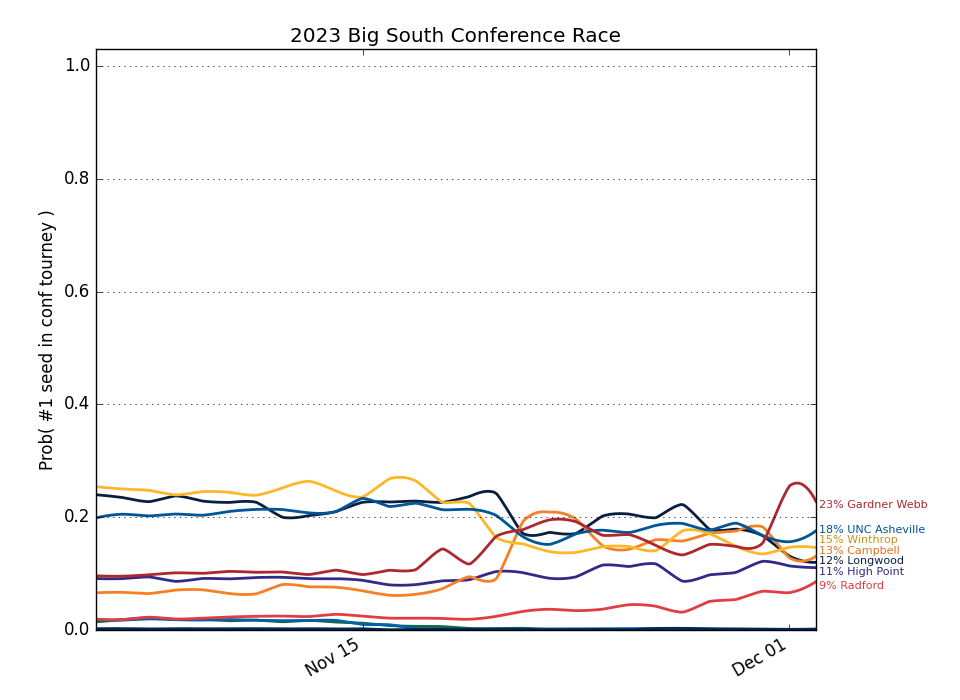 2023 Big South Conference Race
Prob( #1 seed in conf tourney )
1.0
0.8
0.6
0.4
0.2
0.0
Nov 15
Dec 01
23% Gardner Webb
18% UNC Asheville
15% Winthrop
13% Campbell
12% Longwood
11% High Point
9% Radford